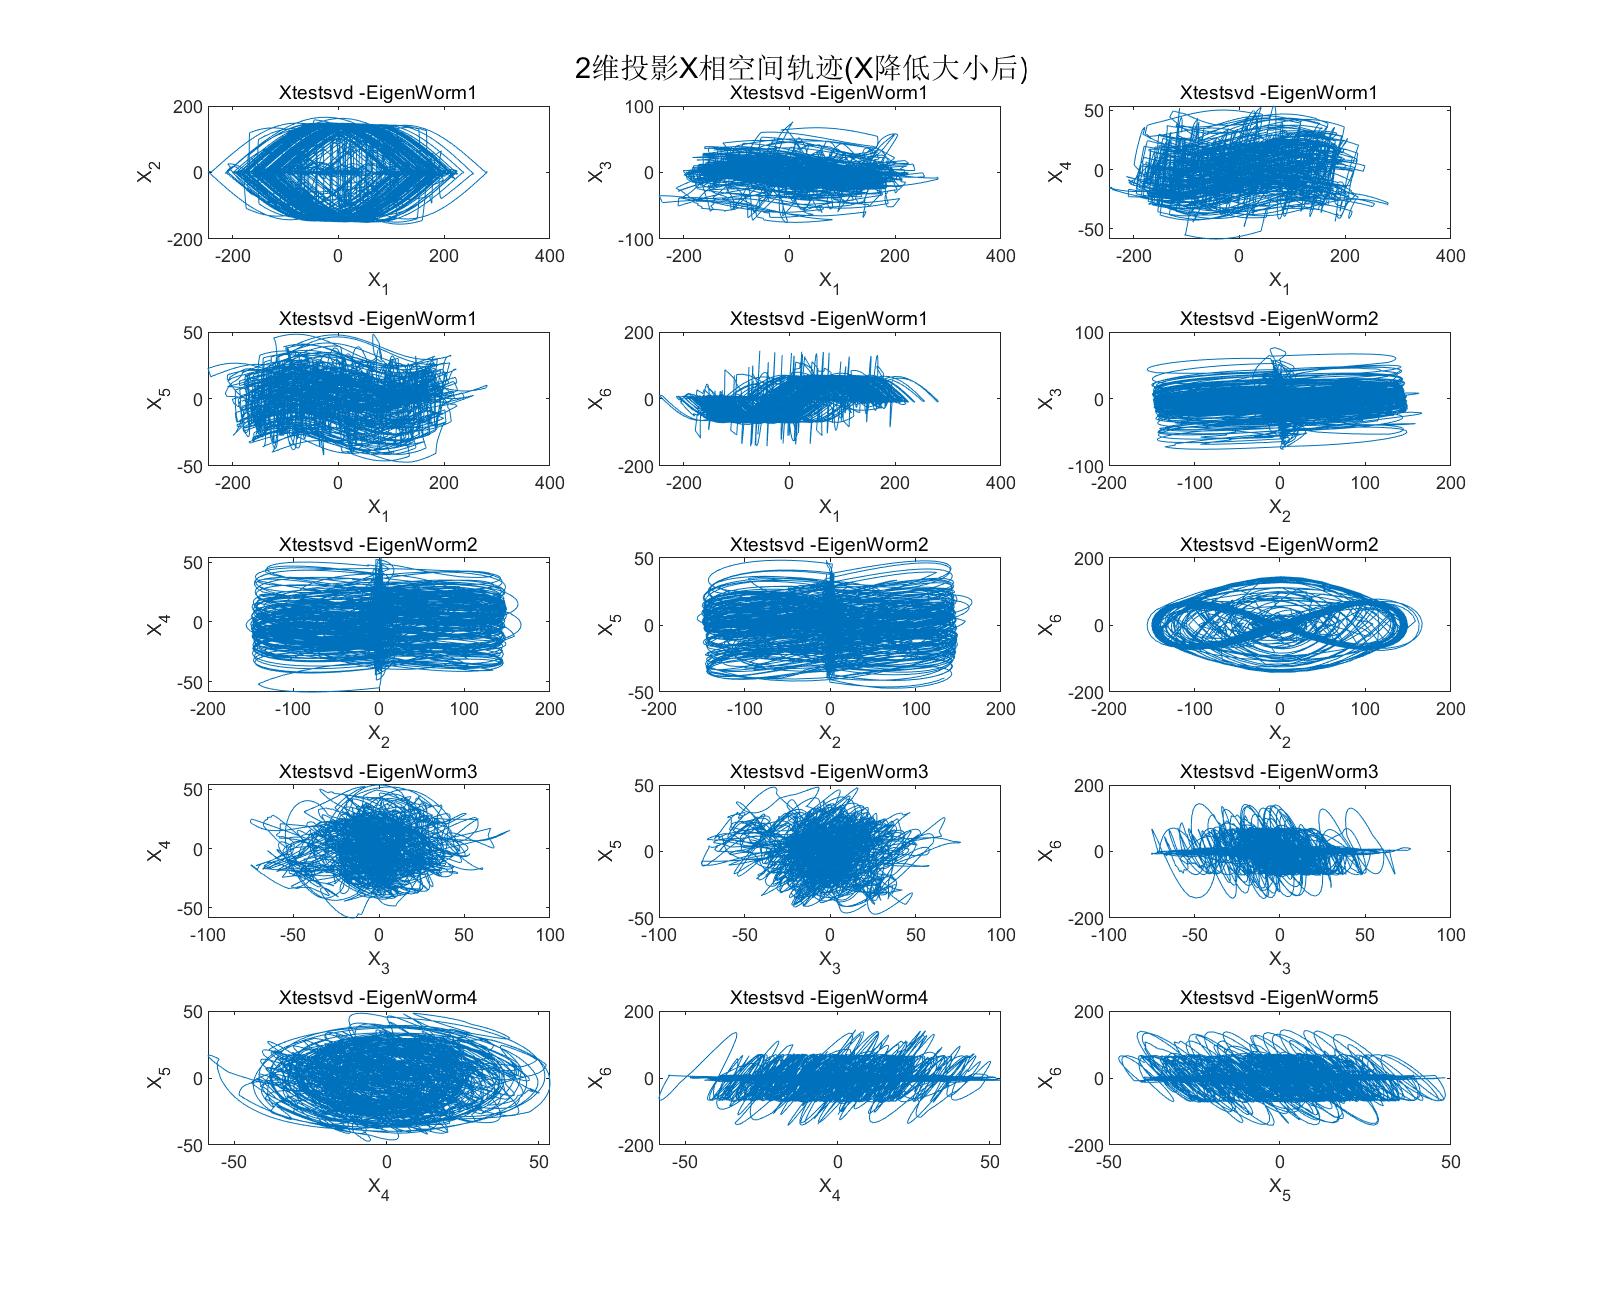 2维投影X相空间轨迹(X降低大小后)
Xtestsvd -EigenWorm1
Xtestsvd -EigenWorm1
Xtestsvd -EigenWorm1
200
0
-200
X2
-200 0 200 400
X1
100
0
-100
X3
-200 0 200 400
X1
50
0
-50
X4
-200 0 200 400
X1
Xtestsvd -EigenWorm1
Xtestsvd -EigenWorm1
Xtestsvd -EigenWorm2
50
0
-50
X5
-200 0 200 400
X1
200
0
-200
X6
-200 0 200 400
X1
100
0
-100
X3
-200 -100 0 100 200
X2
Xtestsvd -EigenWorm2
Xtestsvd -EigenWorm2
Xtestsvd -EigenWorm2
50
0
-50
X4
-200 -100 0 100 200
X2
50
0
-50
X5
-200 -100 0 100 200
X2
200
0
-200
X6
-200 -100 0 100 200
X2
Xtestsvd -EigenWorm3
Xtestsvd -EigenWorm3
Xtestsvd -EigenWorm3
50
0
-50
X4
-100 -50 0 50 100
X3
50
0
-50
X5
-100 -50 0 50 100
X3
200
0
-200
X6
-100 -50 0 50 100
X3
Xtestsvd -EigenWorm4
Xtestsvd -EigenWorm4
Xtestsvd -EigenWorm5
50
0
-50
X5
-50 0 50
X4
200
0
-200
X6
-50 0 50
X4
200
0
-200
X6
-50 0 50
X5